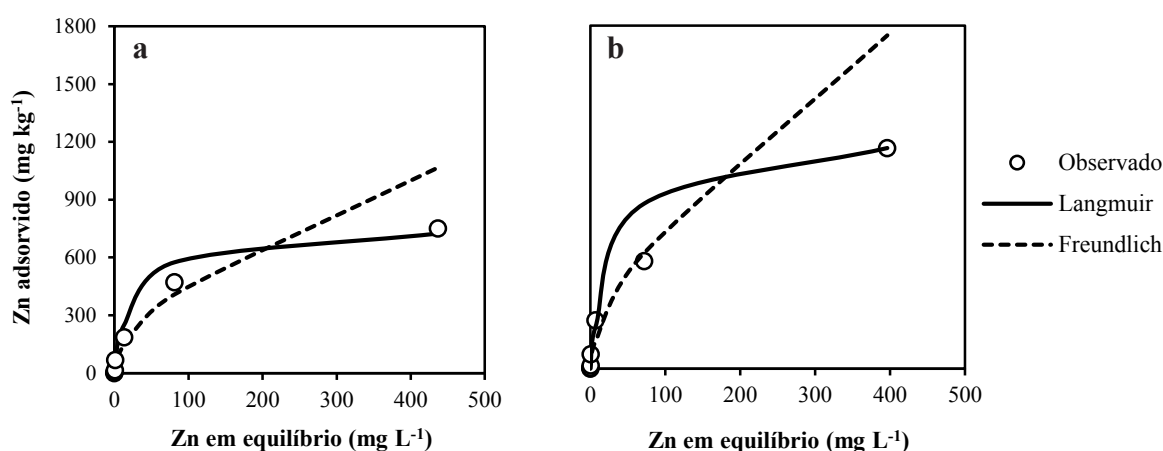 a
b
1800
1500
1200
900
600
300
0
Zn adsorvido (mg kg⁻¹)
0 100 200 300 400 500
0 100 200 300 400 500
Zn em equilíbrio (mg L⁻¹)
Zn em equilíbrio (mg L⁻¹)
Observado
Langmuir
Freundlich